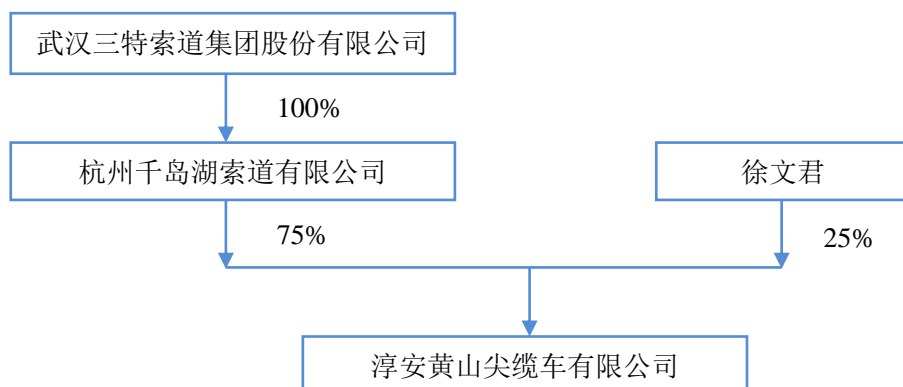 武汉三特索道集团股份有限公司
100%
杭州千岛湖索道有限公司
徐文君
75%
25%
淳安黄山尖缆车有限公司